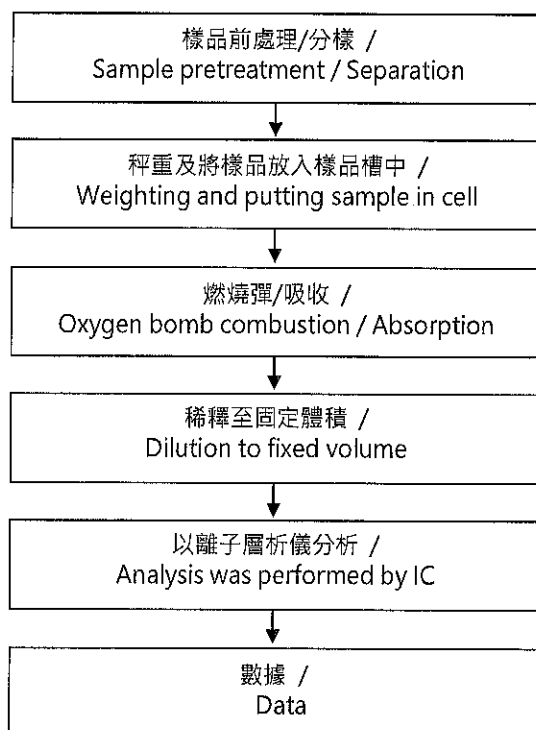 樣品前處理/分樣 /
Sample pretreatment / Separation
秤重及將樣品放入樣品槽中 /
Weighting and putting sample in cell
燃燒彈/吸收 /
Oxygen bomb combustion / Absorption
稀釋至固定體積 /
Dilution to fixed volume
以離子層析儀分析 /
Analysis was performed by IC
數據 /
Data